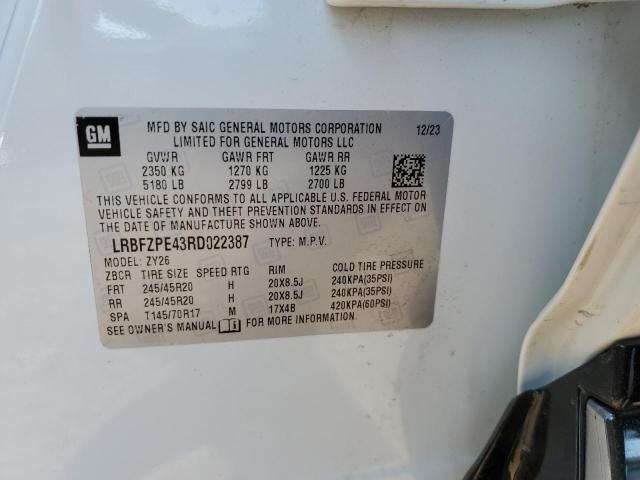 GM
MFD BY SAIC GENERAL MOTORS CORPORATION 12/23
LIMITED FOR GENERAL MOTORS LLC
GVWR GAWR FRT GAWR RR
2350 KG 1270 KG 1225 KG
5180 LB 2799 LB 2700 LB
THIS VEHICLE CONFORMS TO ALL APPLICABLE U.S. FEDERAL MOTOR
VEHICLE SAFETY AND THEFT PREVENTION STANDARDS IN EFFECT ON
THE DATE OF MANUFACTURE SHOWN ABOVE.
LRBFZPE43RD022387 TYPE: M.P.V.
MODEL: ZY26
ZBCR TIRE SIZE SPEED RTG RIM COLD TIRE PRESSURE
FRT 245/45R20 H 20X8.5J 240KPA(35PSI)
RR 245/45R20 H 20X8.5J 240KPA(35PSI)
SPA T145/70R17 M 17X4B 420KPA(60PSI)
SEE OWNER'S MANUAL FOR MORE INFORMATION